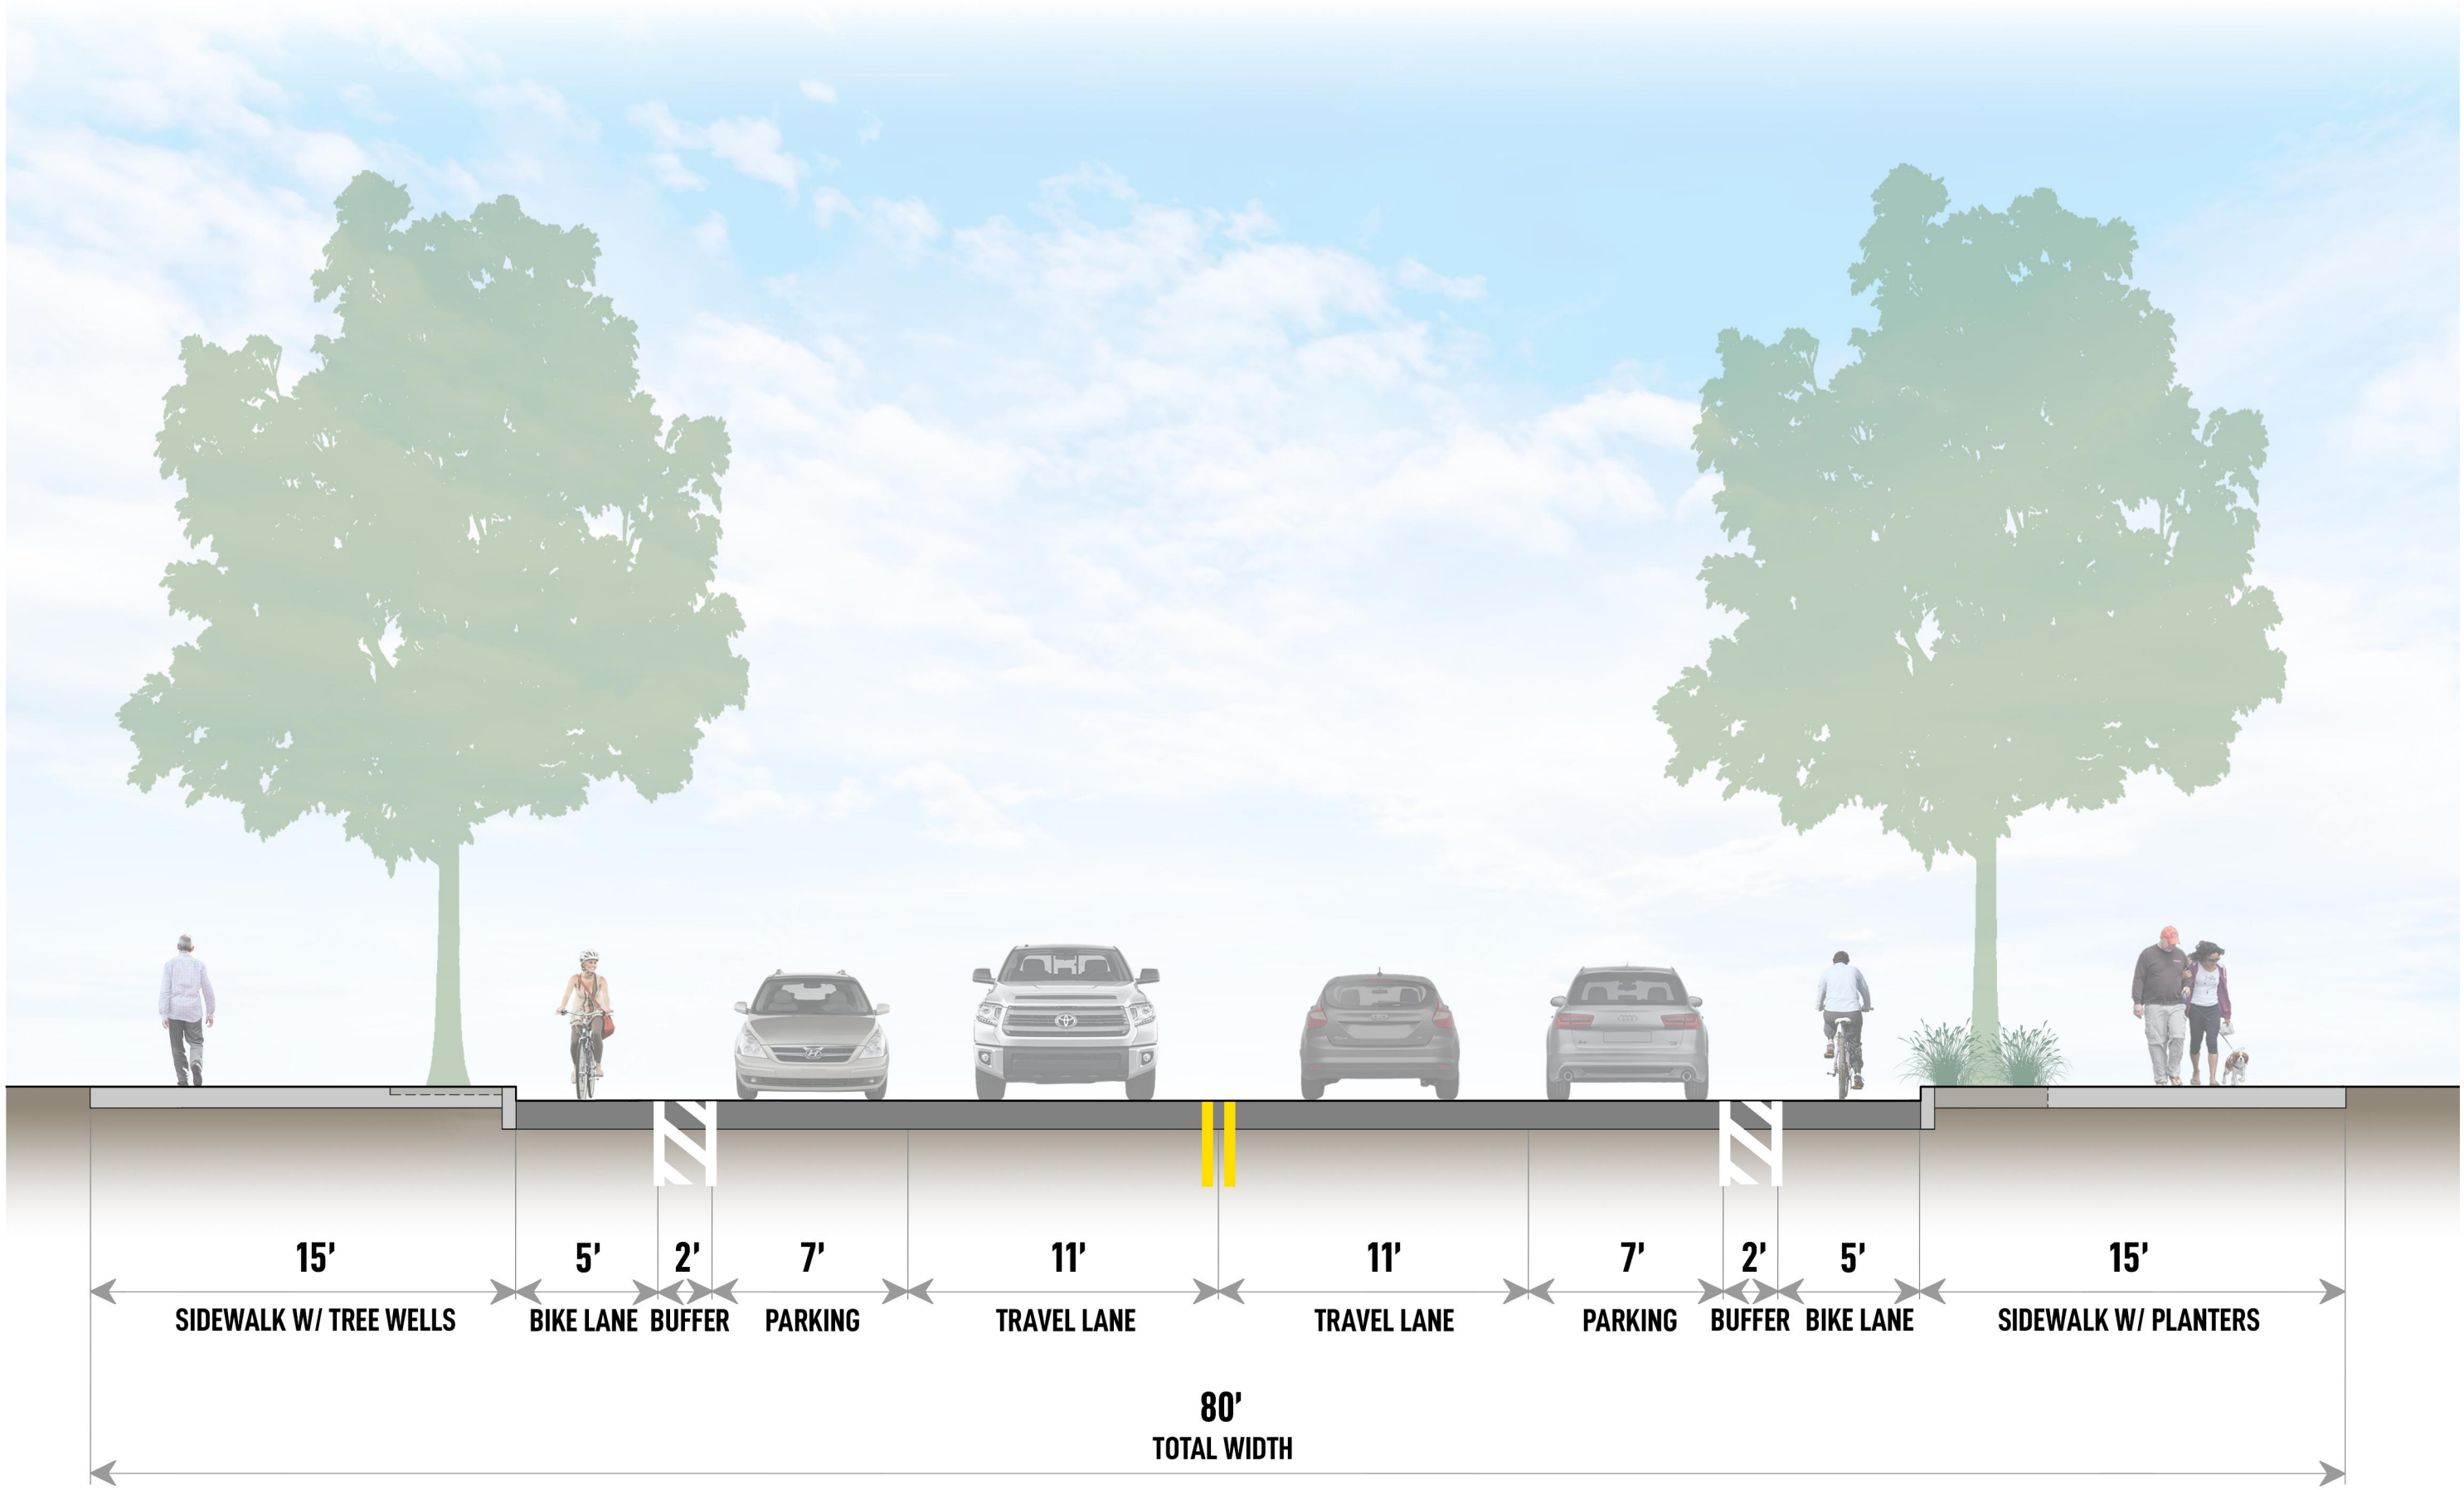 15’ 5’ 2’ 7’ 11’ 11’ 7’ 2’ 5’ 15’
SIDEWALK W/ TREE WELLS BIKE LANE BUFFER PARKING TRAVEL LANE TRAVEL LANE PARKING BUFFER BIKE LANE SIDEWALK W/ PLANTERS
80’
TOTAL WIDTH